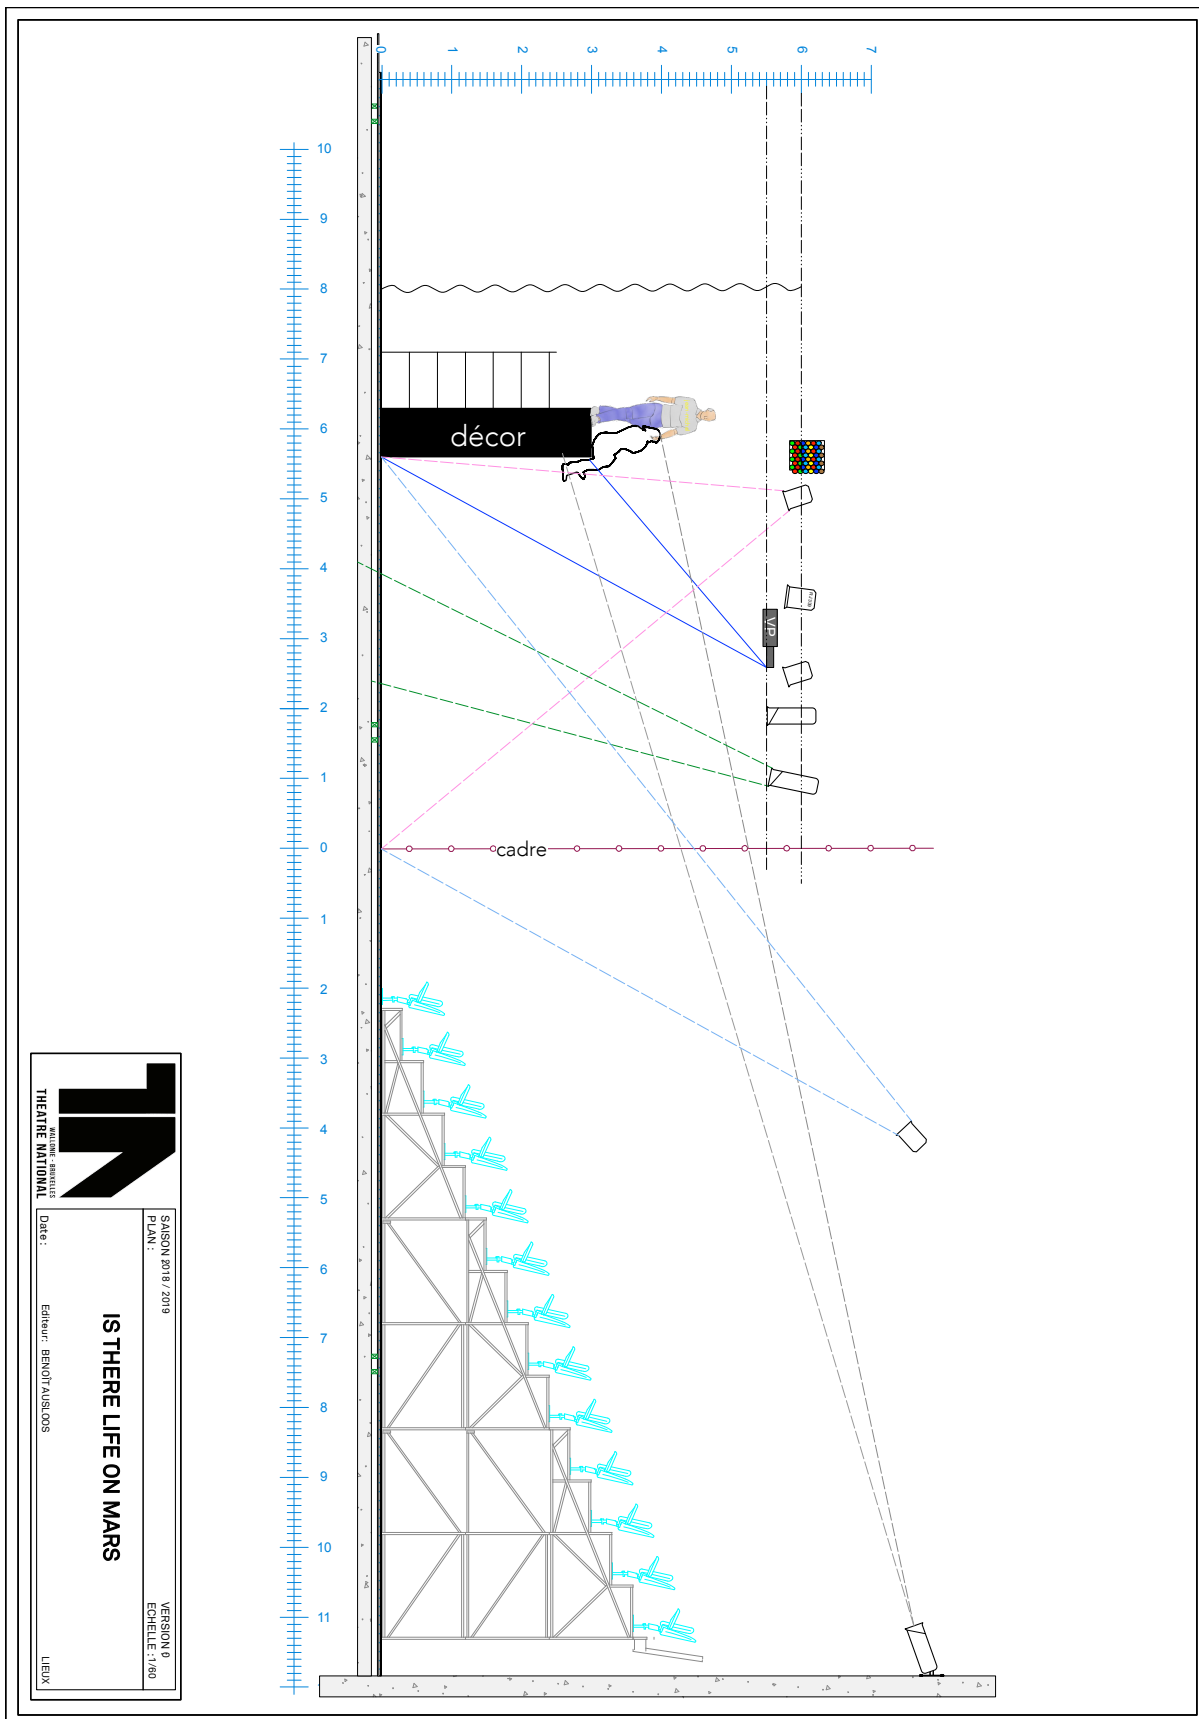 0 1 2 3 4 5 6 7
10
9
8
7
6
5
4
3
2
1
0
1
2
3
4
5
6
7
8
9
10
11
décor
VP
cadre
WALLONIE - BRUXELLES
THEATRE NATIONAL
SAISON 2018 / 2019
PLAN :
VERSION 0
ECHELLE : 1/60
IS THERE LIFE ON MARS
Date :
Editeur: BENOÎT AUSLOOS
LIEUX